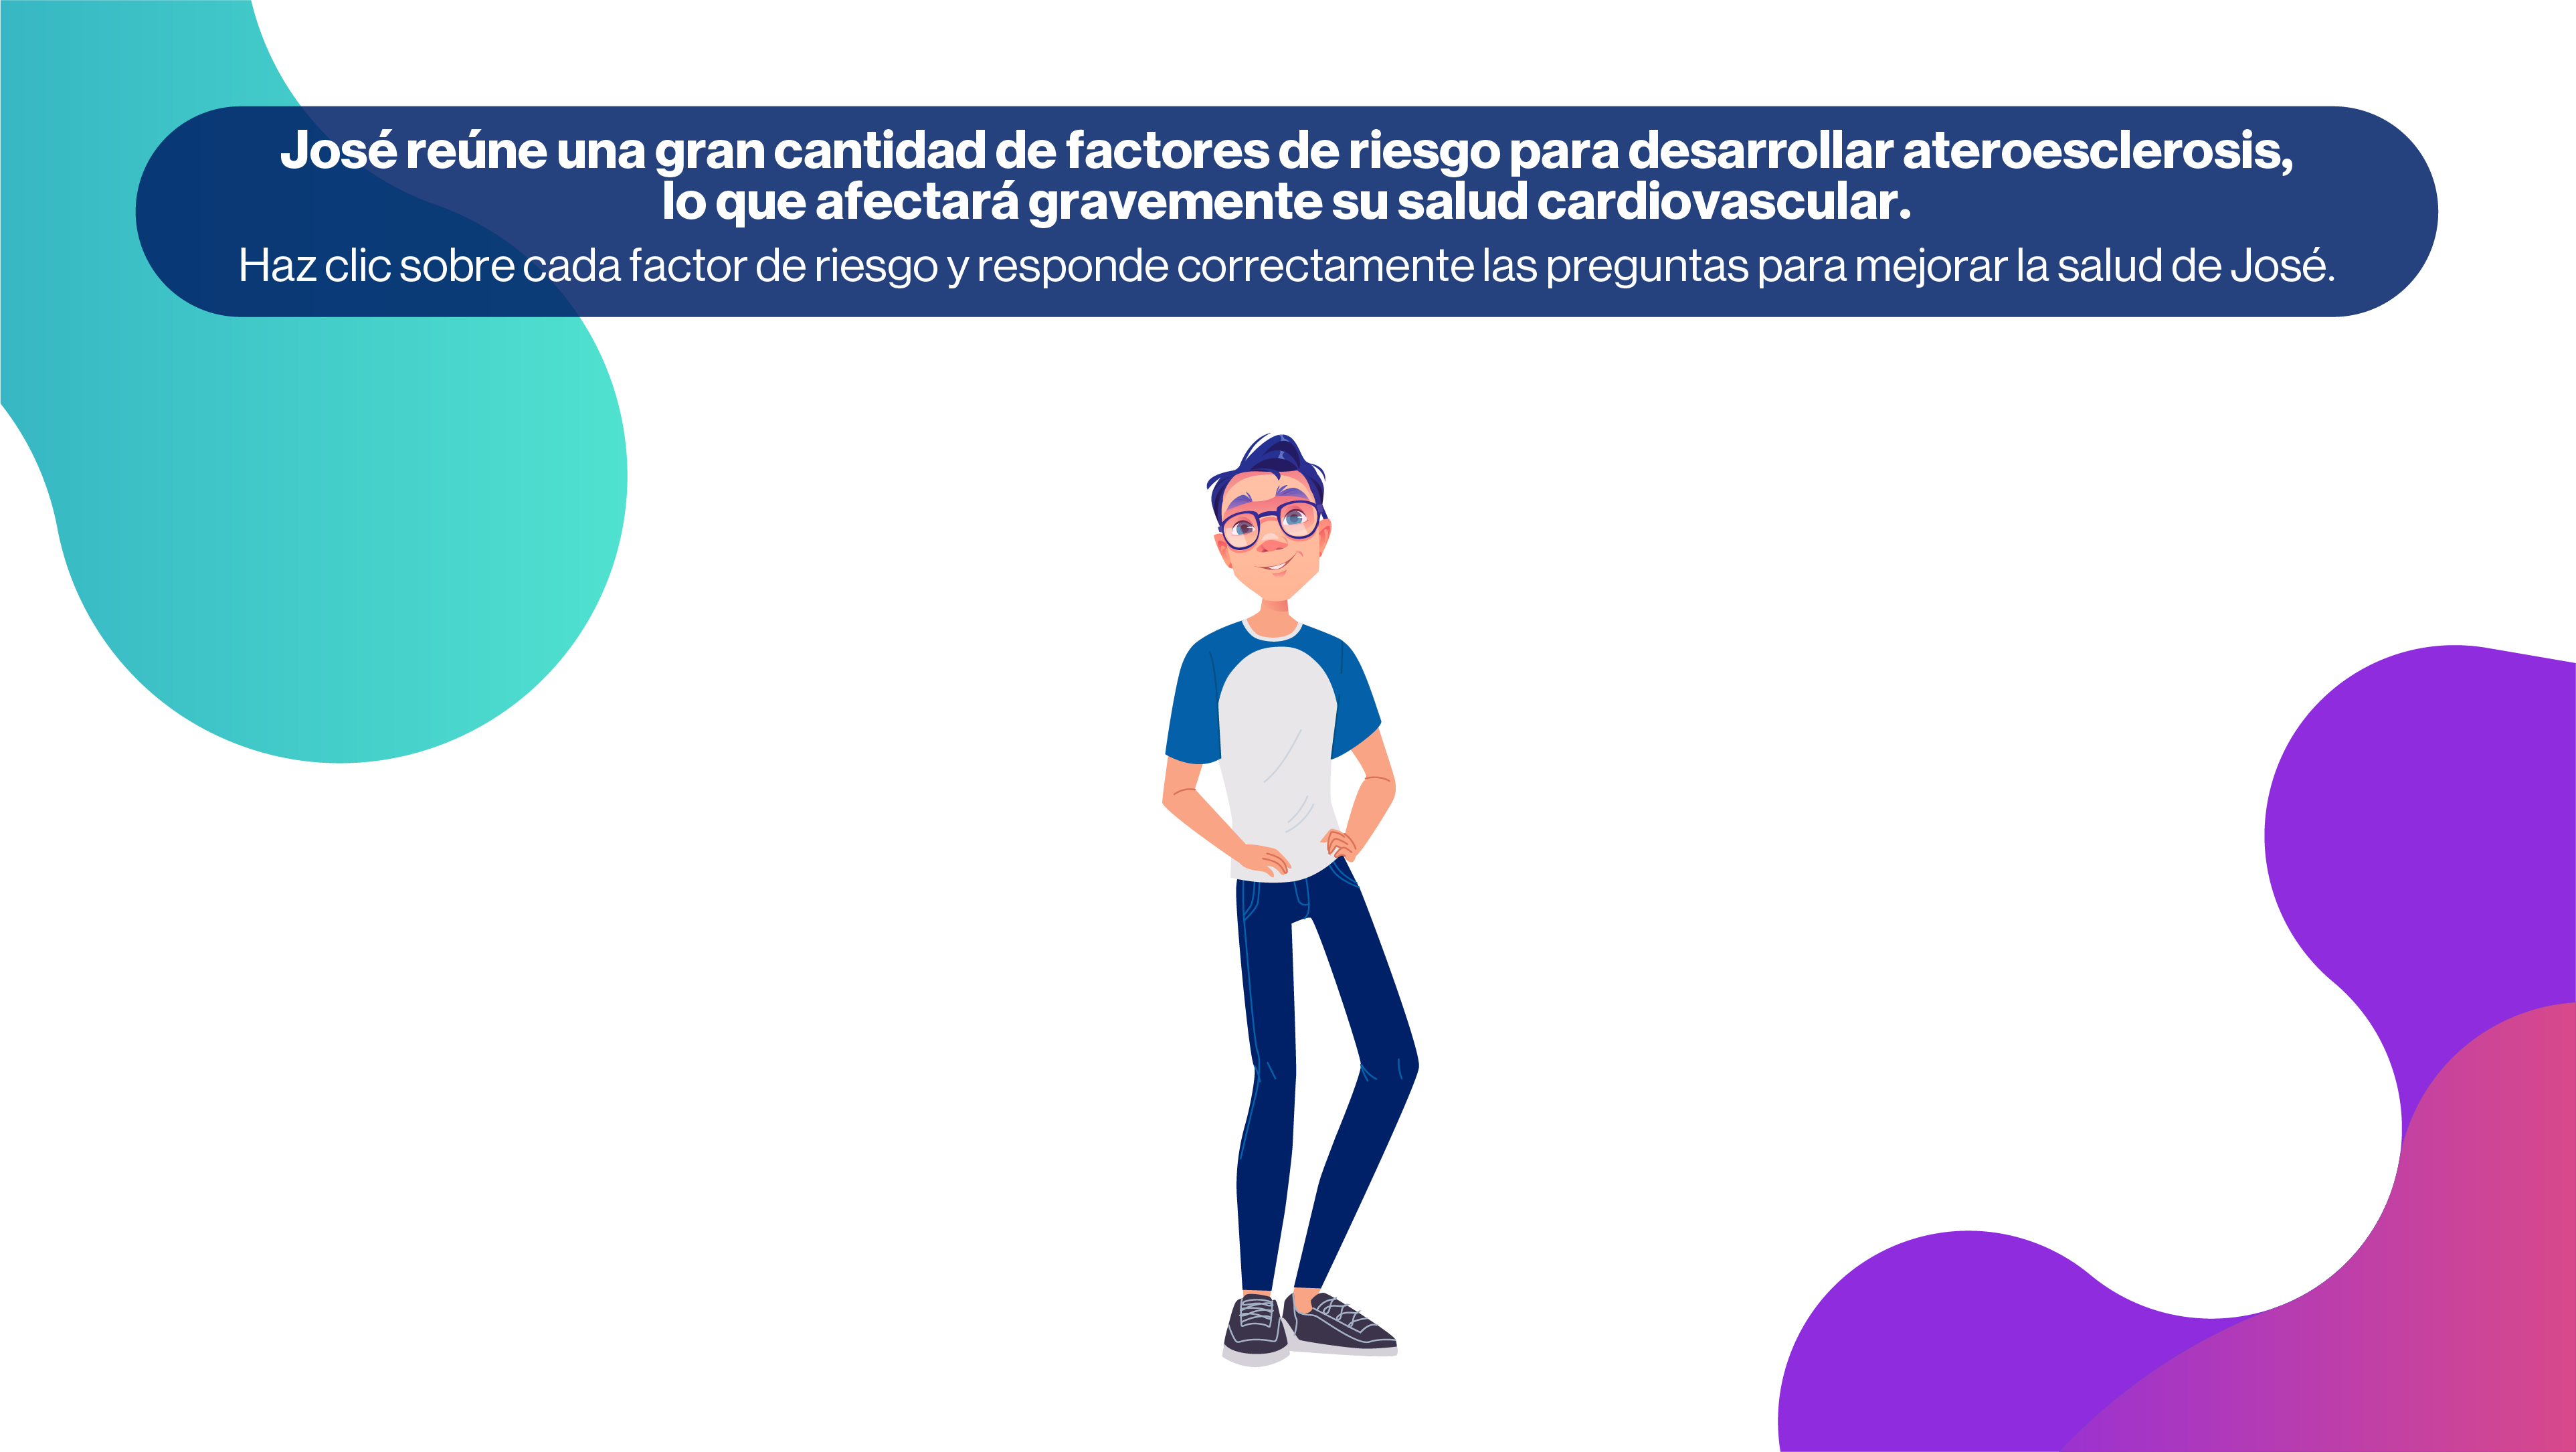 José reúne una gran cantidad de factores de riesgo para desarrollar ateroesclerosis,
lo que afectará gravemente su salud cardiovascular.
Haz clic sobre cada factor de riesgo y responde correctamente las preguntas para mejorar la salud de José.